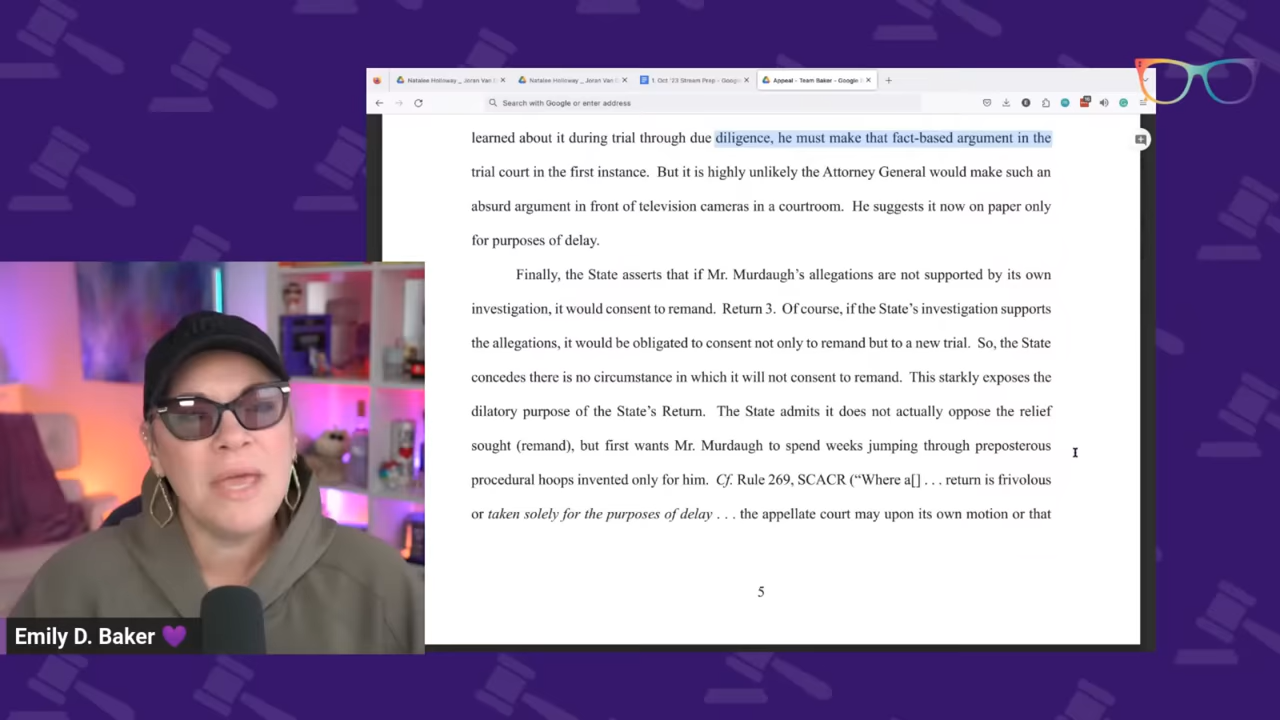 Natalee Holloway _ Joran Van
Natalee Holloway _ Joran Van
1. Oct '23 Stream Prep - Google
Appeal - Team Baker - Google
Search with Google or enter address
learned about it during trial through due diligence, he must make that fact-based argument in the
trial court in the first instance. But it is highly unlikely the Attorney General would make such an
absurd argument in front of television cameras in a courtroom. He suggests it now on paper only
for purposes of delay.
Finally, the State asserts that if Mr. Murdaugh's allegations are not supported by its own
investigation, it would consent to remand. Return 3. Of course, if the State's investigation supports
the allegations, it would be obligated to consent not only to remand but to a new trial. So, the State
concedes there is no circumstance in which it will not consent to remand. This starkly exposes the
dilatory purpose of the State's Return. The State admits it does not actually oppose the relief
sought (remand), but first wants Mr. Murdaugh to spend weeks jumping through preposterous
procedural hoops invented only for him. Cf. Rule 269, SCACR ("Where a[] . . . return is frivolous
or taken solely for the purposes of delay . . . the appellate court may upon its own motion or that
5
Emily D. Baker 💜